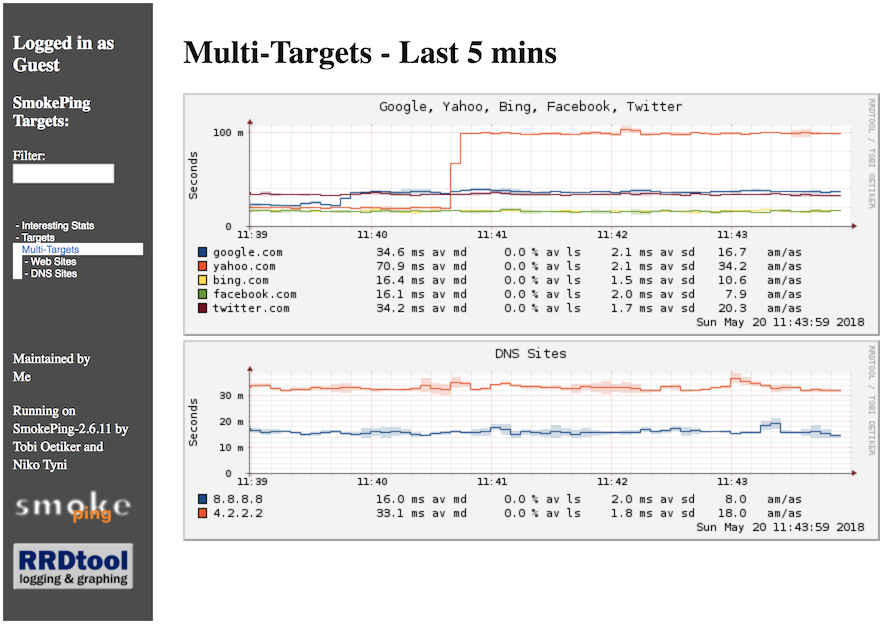 Logged in as
Guest
SmokePing
Targets:
Filter:
- Interesting Stats
- Targets
Multi-Targets
- Web Sites
- DNS Sites
Maintained by
Me
Running on
SmokePing-2.6.11 by
Tobi Oetiker and
Niko Tyni
smoke
ping
RRDtool
logging & graphing
Multi-Targets - Last 5 mins
Google, Yahoo, Bing, Facebook, Twitter
RRDTOOL / TOBI OETIKER
Seconds
100 m
0
11:39 11:40 11:41 11:42 11:43
google.com 34.6 ms av md 0.0 % av ls 2.1 ms av sd 16.7 am/as
yahoo.com 70.9 ms av md 0.0 % av ls 2.1 ms av sd 34.2 am/as
bing.com 16.4 ms av md 0.0 % av ls 1.5 ms av sd 10.6 am/as
facebook.com 16.1 ms av md 0.0 % av ls 2.0 ms av sd 7.9 am/as
twitter.com 34.2 ms av md 0.0 % av ls 1.7 ms av sd 20.3 am/as
Sun May 20 11:43:59 2018
DNS Sites
RRDTOOL / TOBI OETIKER
Seconds
30 m
20 m
10 m
0
11:39 11:40 11:41 11:42 11:43
8.8.8.8 16.0 ms av md 0.0 % av ls 2.0 ms av sd 8.0 am/as
4.2.2.2 33.1 ms av md 0.0 % av ls 1.8 ms av sd 18.0 am/as
Sun May 20 11:43:59 2018